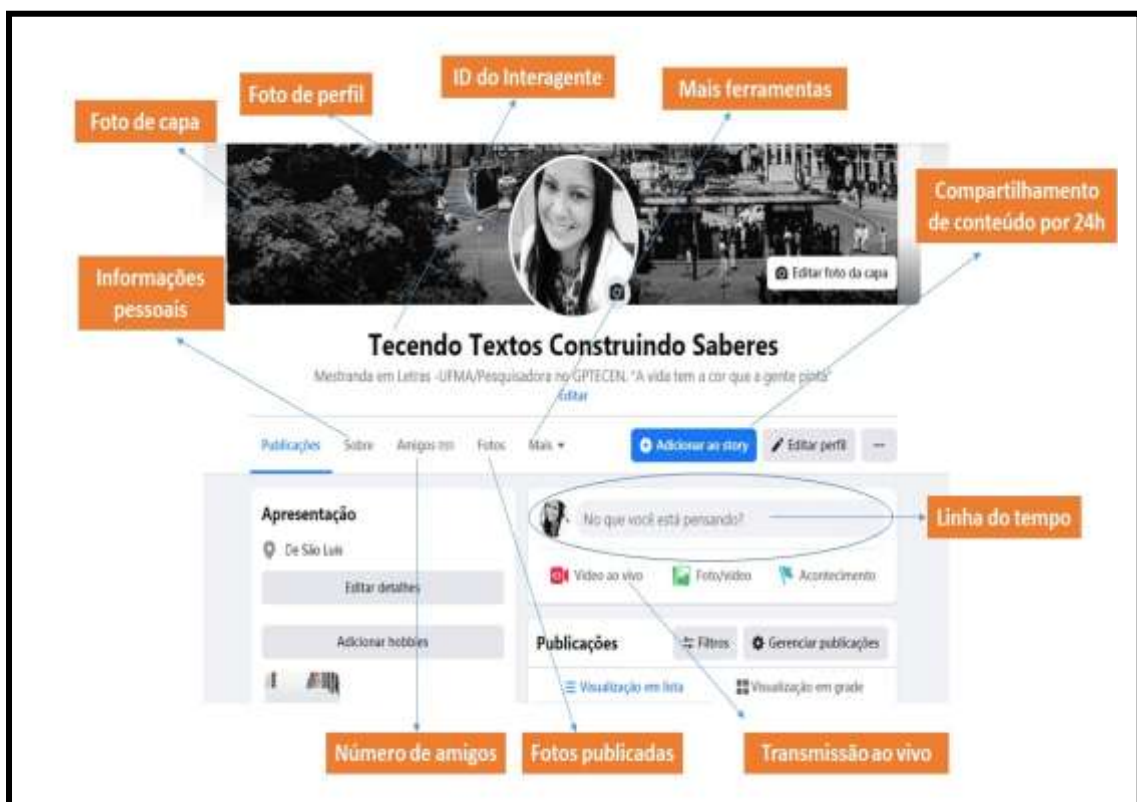 ID do Interagente
Foto de perfil
Mais ferramentas
Foto de capa
Compartilhamento
de conteúdo por 24h
Editar foto da capa
Informações
pessoais
Tecendo Textos Construindo Saberes
Mestranda em Letras -UFMA/Pesquisadora no GPTECEN. "A vida tem a cor que a gente pinta"
Editar
Publicações Sobre Amigos Fotos Mais Adicionar ao story Editar perfil
Apresentação
No que você está pensando?
Linha do tempo
De São Luís
Vídeo ao vivo Foto/vídeo Acontecimento
Editar detalhes
Adicionar hobbies
Publicações Filtros Gerenciar publicações
Visualização em lista Visualização em grade
Número de amigos
Fotos publicadas
Transmissão ao vivo